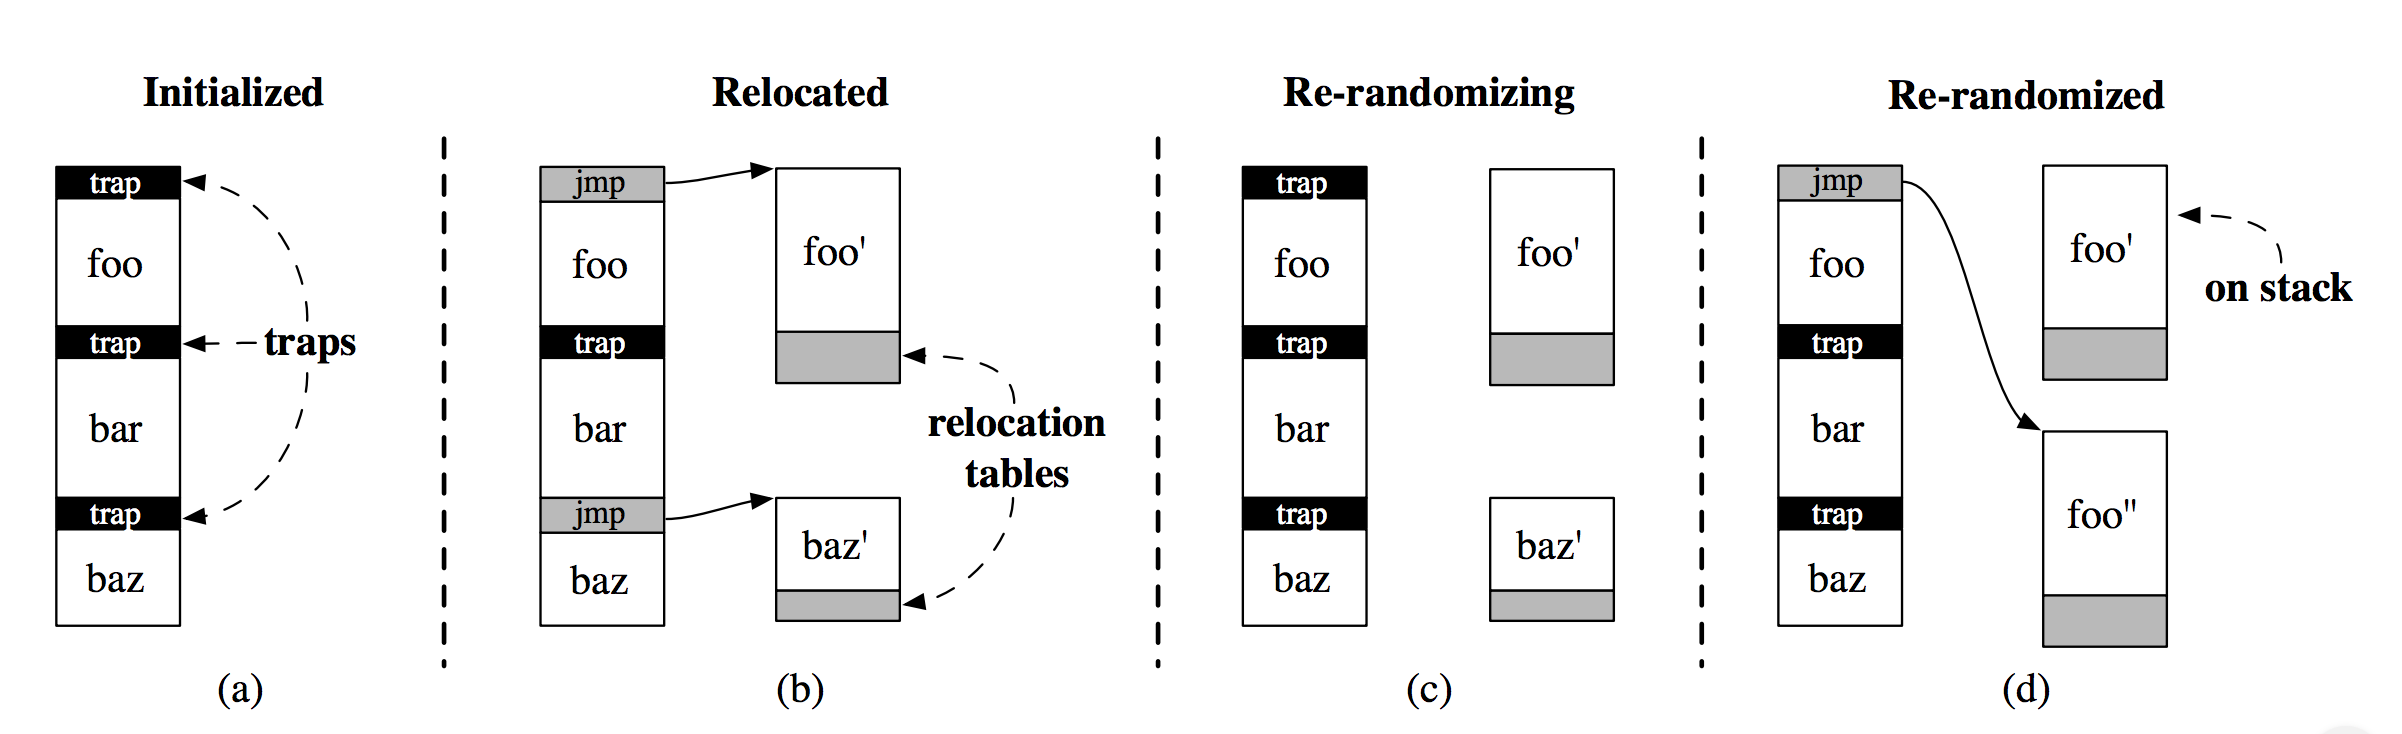 Initialized
trap
foo
trap
traps
bar
trap
baz
(a)
Relocated
jmp
foo
foo'
trap
bar
relocation
tables
jmp
baz
baz'
(b)
Re-randomizing
trap
foo
foo'
trap
bar
trap
baz
baz'
(c)
Re-randomized
jmp
foo
foo'
on stack
trap
bar
trap
foo"
baz
(d)